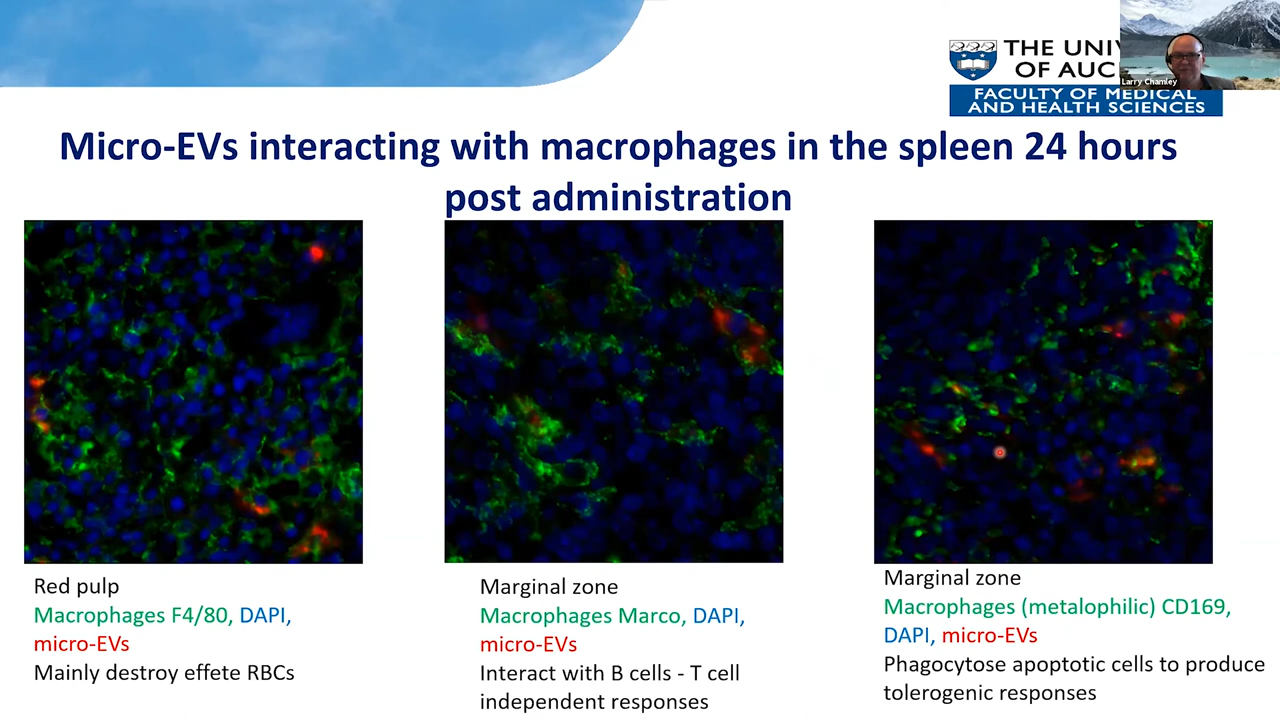 THE UNI
OF AUC
FACULTY OF MEDICAL
AND HEALTH SCIENCES
Larry Chamley
Micro-EVs interacting with macrophages in the spleen 24 hours
post administration
Red pulp
Macrophages F4/80, DAPI,
micro-EVs
Mainly destroy effete RBCs
Marginal zone
Macrophages Marco, DAPI,
micro-EVs
Interact with B cells - T cell
independent responses
Marginal zone
Macrophages (metalophilic) CD169,
DAPI, micro-EVs
Phagocytose apoptotic cells to produce
tolerogenic responses